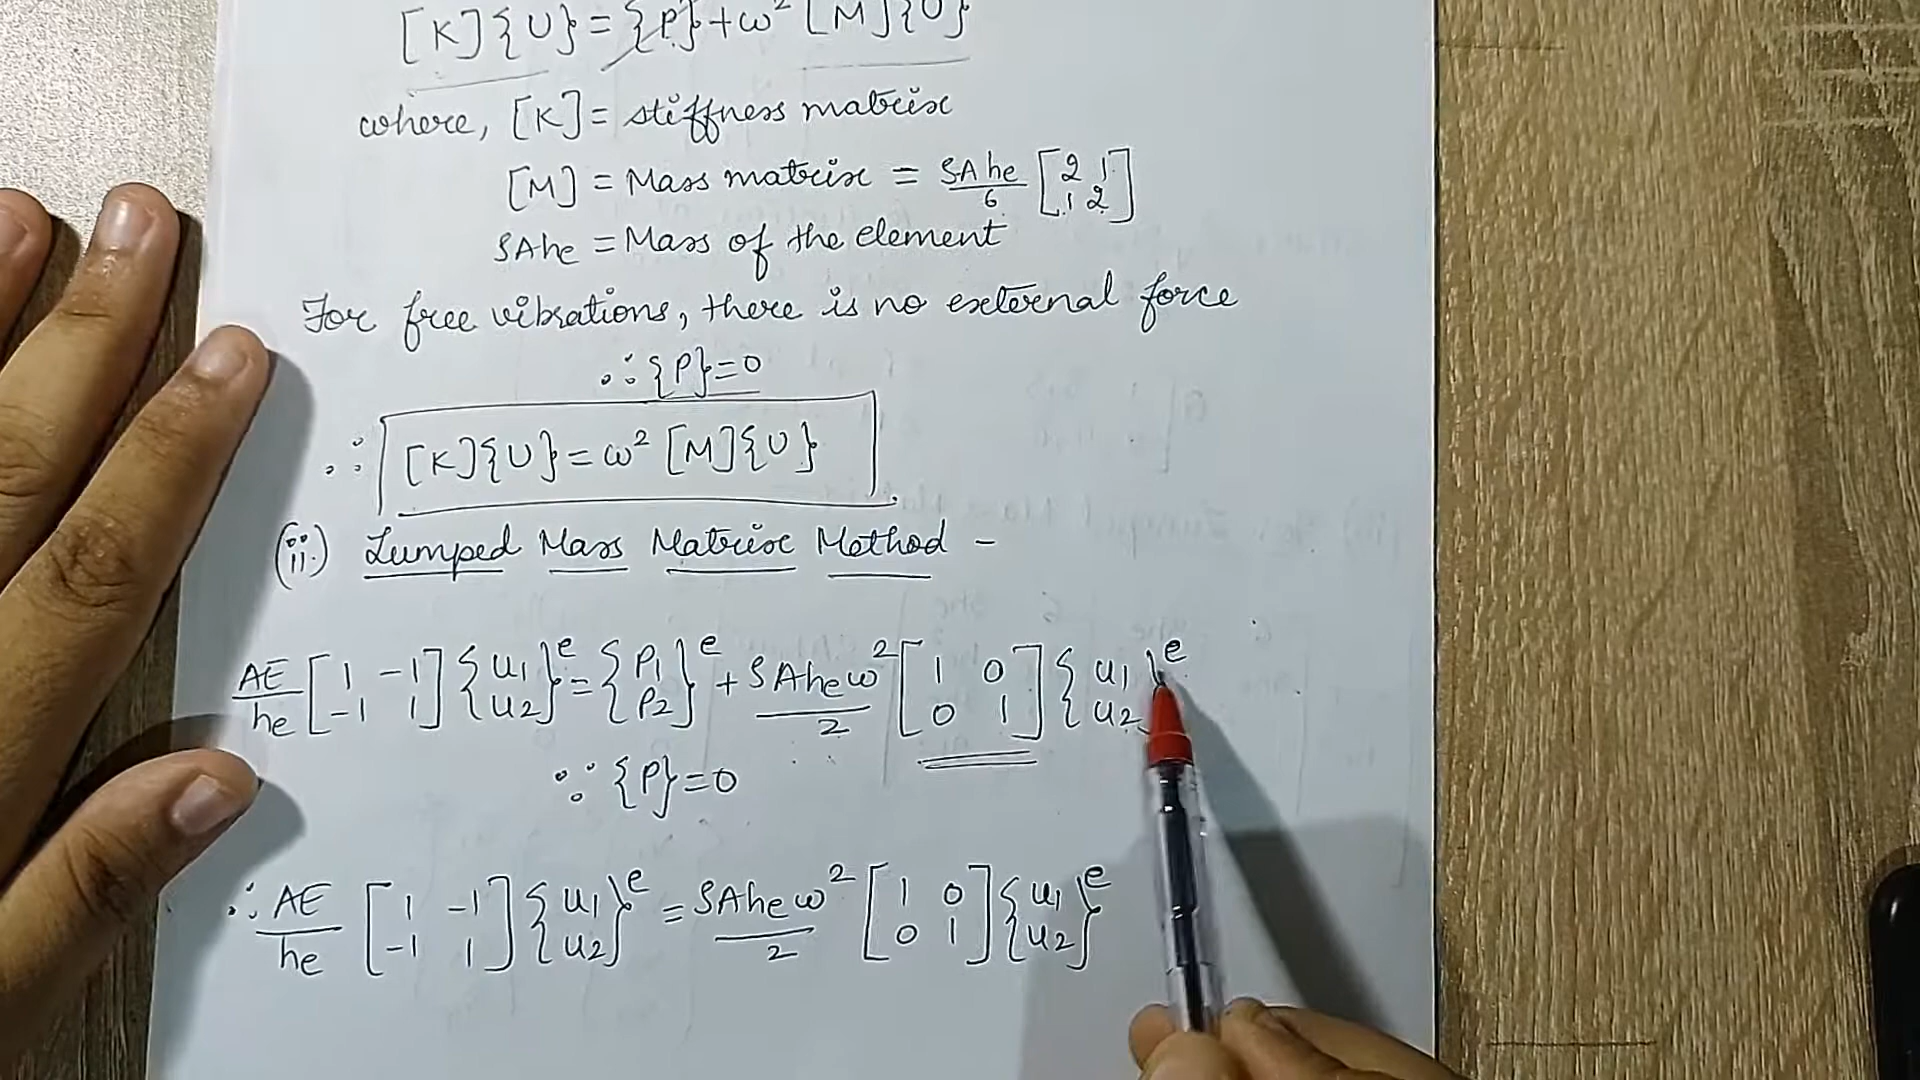 [K]{U} = {P} + ω² [M]{U}
where, [K] = stiffness matrix
[M] = Mass matrix = ρAhe/6 [2 1; 1 2]
ρAhe = Mass of the element
For free vibrations, there is no external force
∴ {P} = 0
∴ [K]{U} = ω² [M]{U}
(ii) Lumped Mass Matrix Method -
AE/he [1 -1; -1 1] {u1; u2}ᵉ = {P1; P2}ᵉ + ρAheω²/2 [1 0; 0 1] {u1; u2}ᵉ
∵ {P} = 0
∴ AE/he [1 -1; -1 1] {u1; u2}ᵉ = ρAheω²/2 [1 0; 0 1] {u1; u2}ᵉ